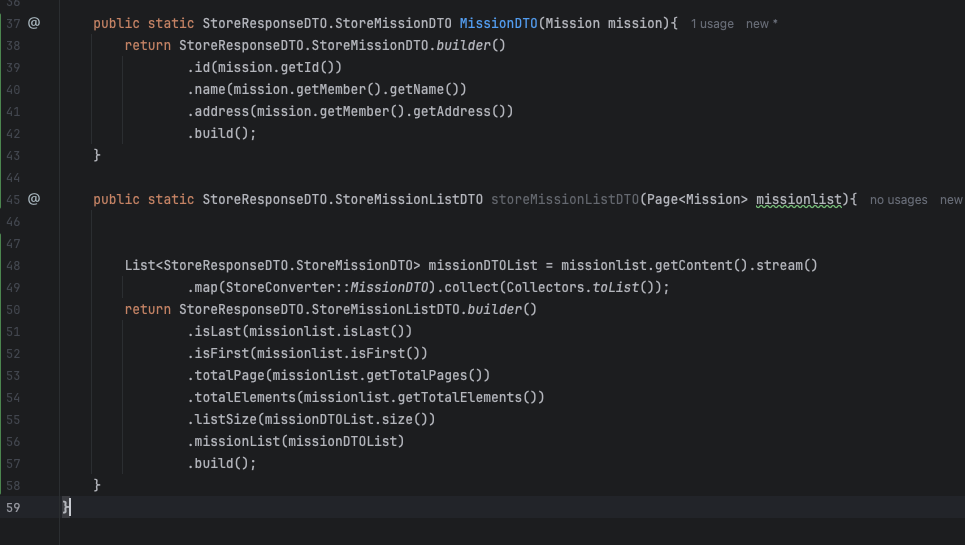 36
37 @ public static StoreResponseDTO.StoreMissionDTO MissionDTO(Mission mission){ 1 usage new *
38 return StoreResponseDTO.StoreMissionDTO.builder()
39 .id(mission.getId())
40 .name(mission.getMember().getName())
41 .address(mission.getMember().getAddress())
42 .build();
43 }
44
45 @ public static StoreResponseDTO.StoreMissionListDTO storeMissionListDTO(Page<Mission> missionlist){ no usages new
46
47
48 List<StoreResponseDTO.StoreMissionDTO> missionDTOList = missionlist.getContent().stream()
49 .map(StoreConverter::MissionDTO).collect(Collectors.toList());
50 return StoreResponseDTO.StoreMissionListDTO.builder()
51 .isLast(missionlist.isLast())
52 .isFirst(missionlist.isFirst())
53 .totalPage(missionlist.getTotalPages())
54 .totalElements(missionlist.getTotalElements())
55 .listSize(missionDTOList.size())
56 .missionList(missionDTOList)
57 .build();
58 }
59 }